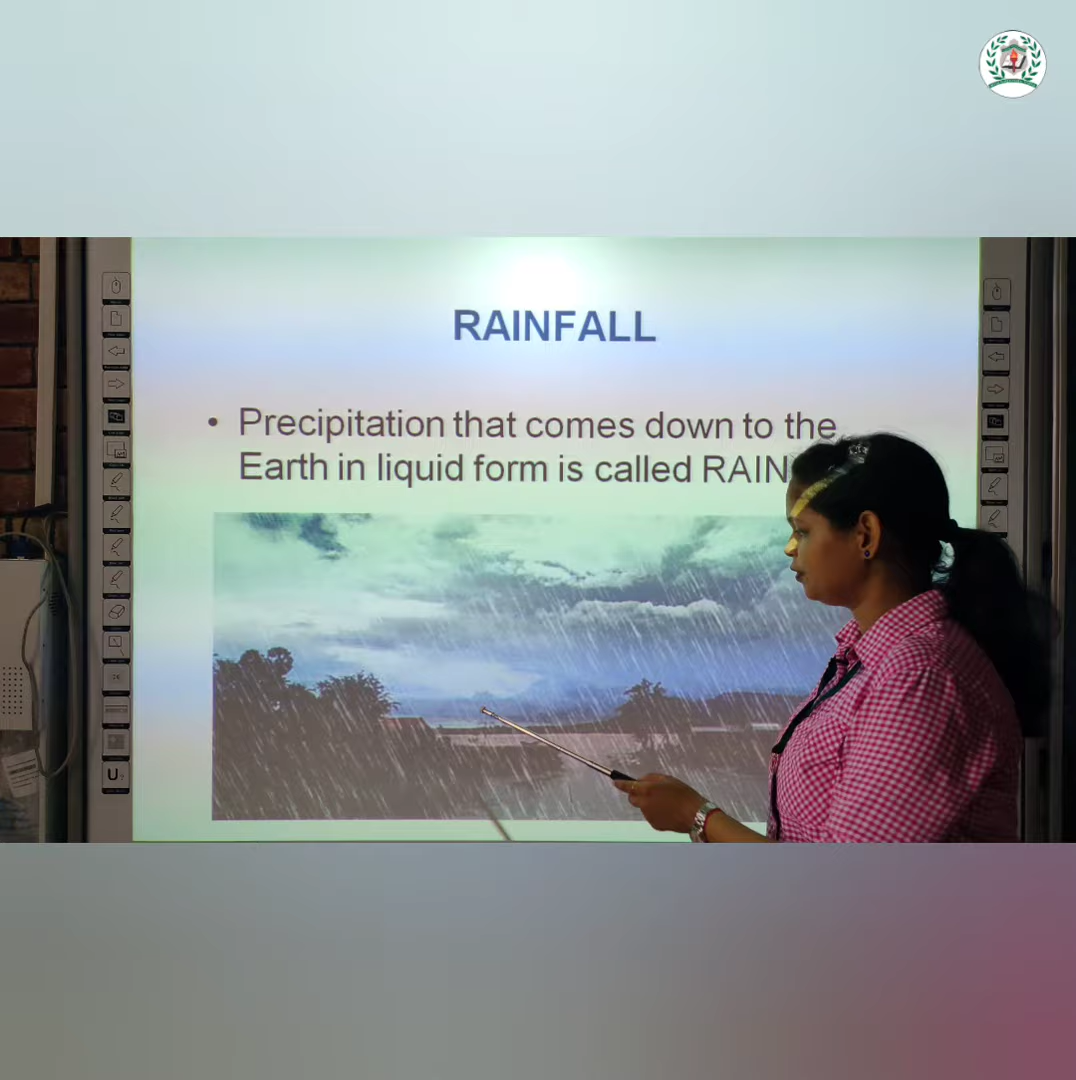 RAINFALL
• Precipitation that comes down to the
Earth in liquid form is called RAIN